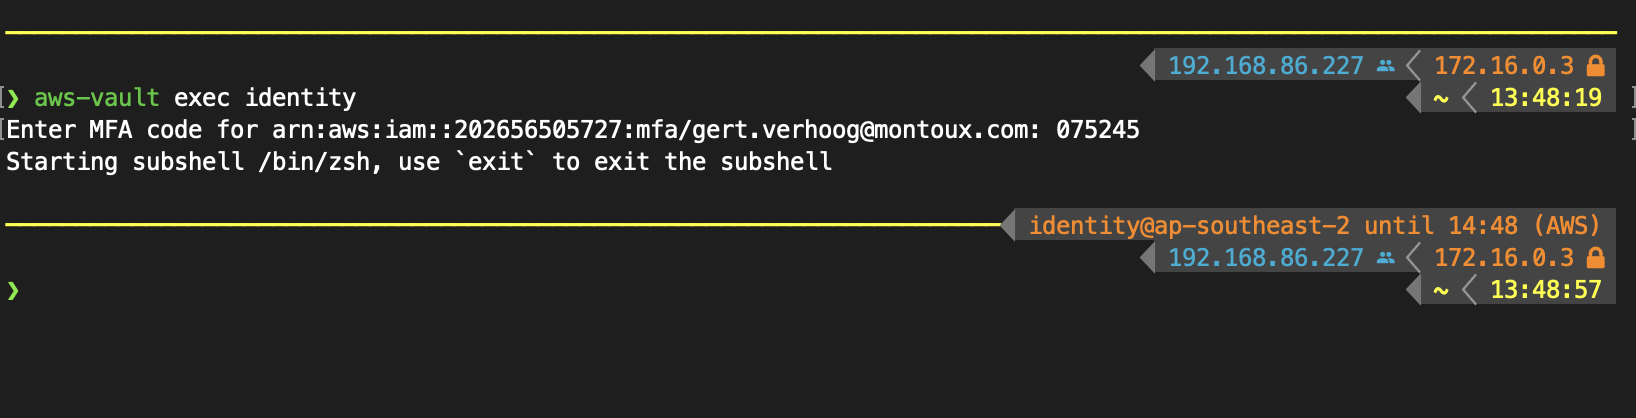 192.168.86.227 172.16.0.3
❯ aws-vault exec identity ~ 13:48:19
Enter MFA code for arn:aws:iam::202656505727:mfa/gert.verhoog@montoux.com: 075245
Starting subshell /bin/zsh, use `exit` to exit the subshell
identity@ap-southeast-2 until 14:48 (AWS)
192.168.86.227 172.16.0.3
❯ ~ 13:48:57